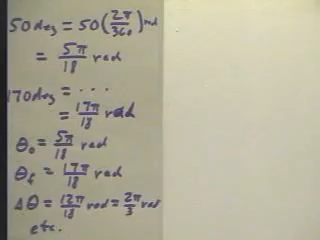 50 deg = 50(2π/360) rad
= 5π/18 rad
170 deg = ...
= 17π/18 rad
θ₀ = 5π/18 rad
θf = 17π/18 rad
Δθ = 12π/18 rad = 2π/3 rad
etc.